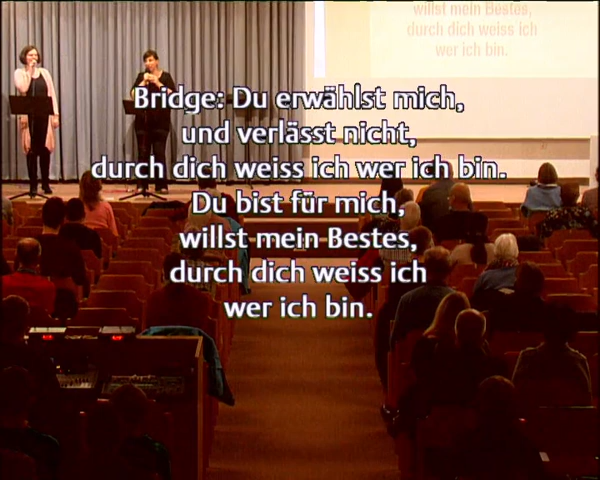 willst mein Bestes,
durch dich weiss ich
wer ich bin.
Bridge: Du erwählst mich,
und verlässt nicht,
durch dich weiss ich wer ich bin.
Du bist für mich,
willst mein Bestes,
durch dich weiss ich
wer ich bin.